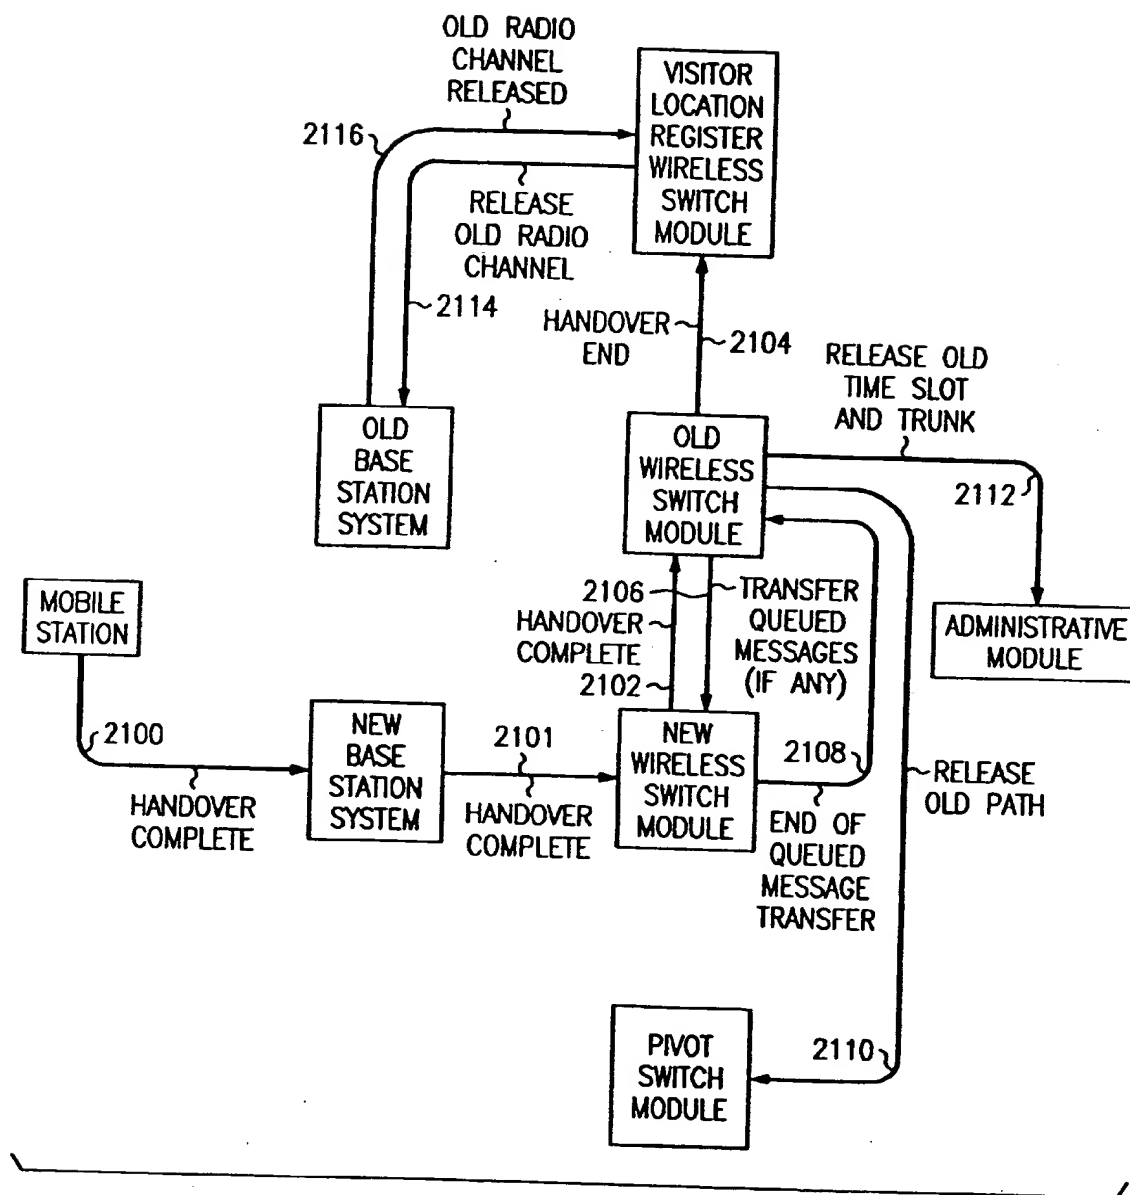 OLD RADIO
CHANNEL
RELEASED
2116
VISITOR
LOCATION
REGISTER
WIRELESS
SWITCH
MODULE
RELEASE
OLD RADIO
CHANNEL
2114
HANDOVER
END
2104
RELEASE OLD
TIME SLOT
AND TRUNK
2112
OLD
BASE
STATION
SYSTEM
OLD
WIRELESS
SWITCH
MODULE
MOBILE
STATION
2106
HANDOVER
COMPLETE
2102
TRANSFER
QUEUED
MESSAGES
(IF ANY)
ADMINISTRATIVE
MODULE
2100
HANDOVER
COMPLETE
NEW
BASE
STATION
SYSTEM
2101
HANDOVER
COMPLETE
NEW
WIRELESS
SWITCH
MODULE
2108
END OF
QUEUED
MESSAGE
TRANSFER
RELEASE
OLD PATH
PIVOT
SWITCH
MODULE
2110